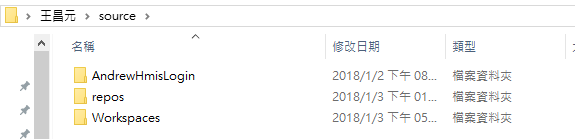 王昌元 > source >
名稱 修改日期 類型
AndrewHmisLogin 2018/1/2 下午 08... 檔案資料夾
repos 2018/1/3 下午 01... 檔案資料夾
Workspaces 2018/1/3 下午 05... 檔案資料夾